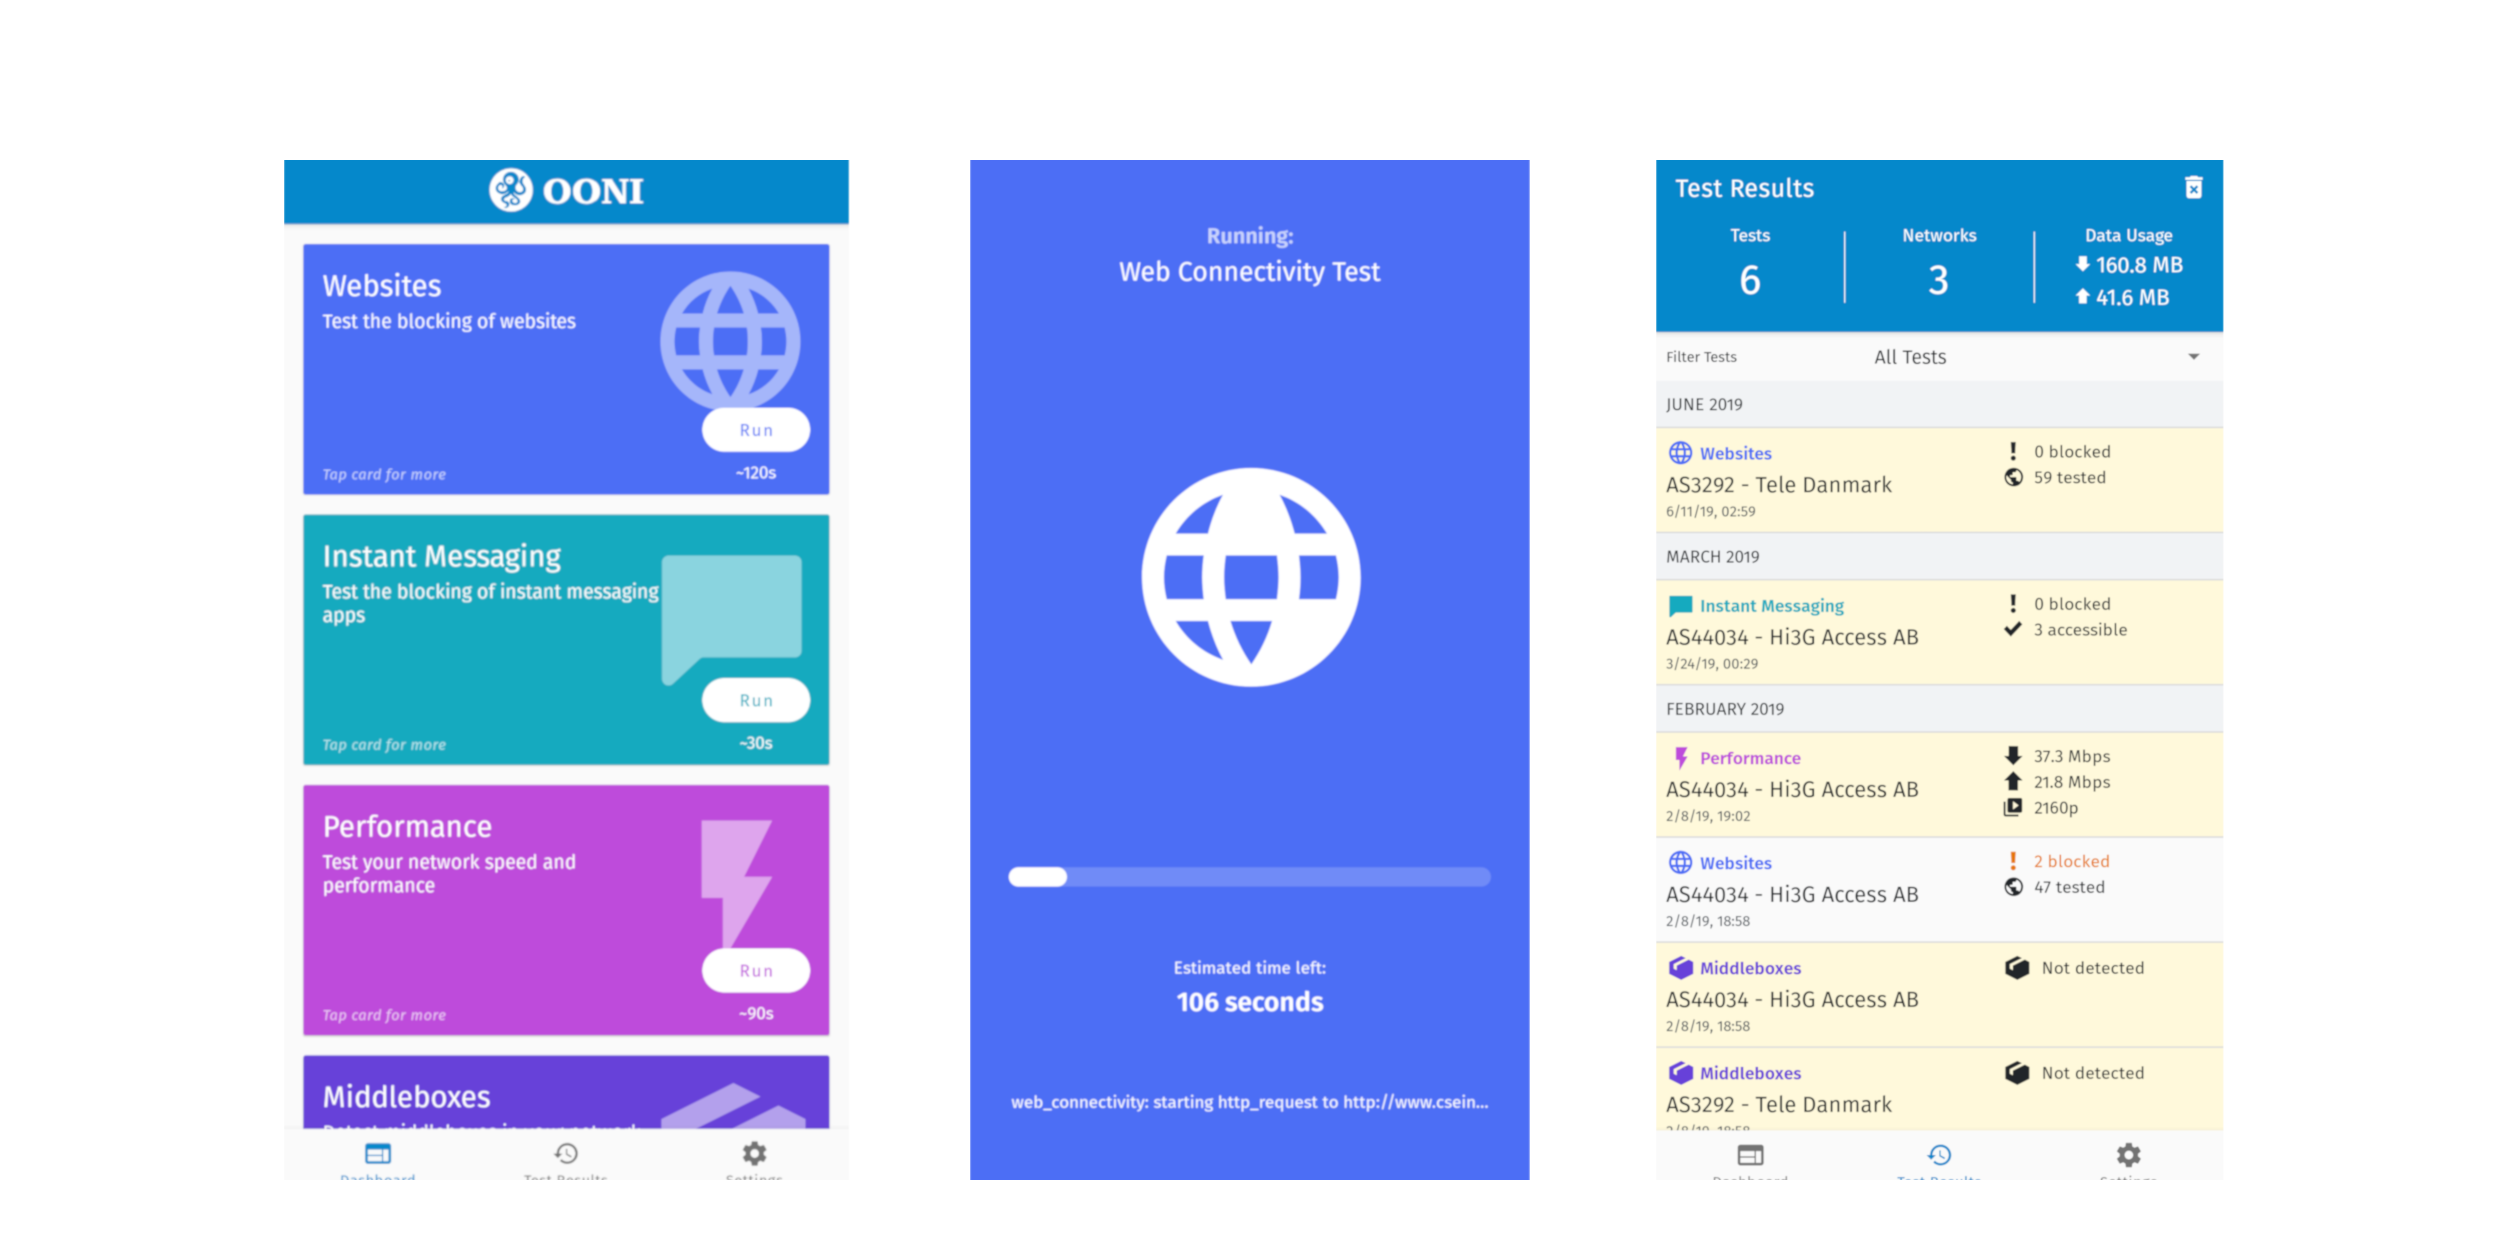 OONI
Websites
Test the blocking of websites
Run
Tap card for more
~120s
Instant Messaging
Test the blocking of instant messaging
apps
Run
Tap card for more
~30s
Performance
Test your network speed and
performance
Run
Tap card for more
~90s
Middleboxes
Dashboard
Test Results
Settings
Running:
Web Connectivity Test
Estimated time left:
106 seconds
web_connectivity: starting http_request to http://www.csein...
Test Results
Tests
6
Networks
3
Data Usage
160.8 MB
41.6 MB
Filter Tests
All Tests
JUNE 2019
Websites
AS3292 - Tele Danmark
6/11/19, 02:59
0 blocked
59 tested
MARCH 2019
Instant Messaging
AS44034 - Hi3G Access AB
3/24/19, 00:29
0 blocked
3 accessible
FEBRUARY 2019
Performance
AS44034 - Hi3G Access AB
2/8/19, 19:02
37.3 Mbps
21.8 Mbps
2160p
Websites
AS44034 - Hi3G Access AB
2/8/19, 18:58
2 blocked
47 tested
Middleboxes
AS44034 - Hi3G Access AB
2/8/19, 18:58
Not detected
Middleboxes
AS3292 - Tele Danmark
Not detected
Dashboard
Test Results
Settings